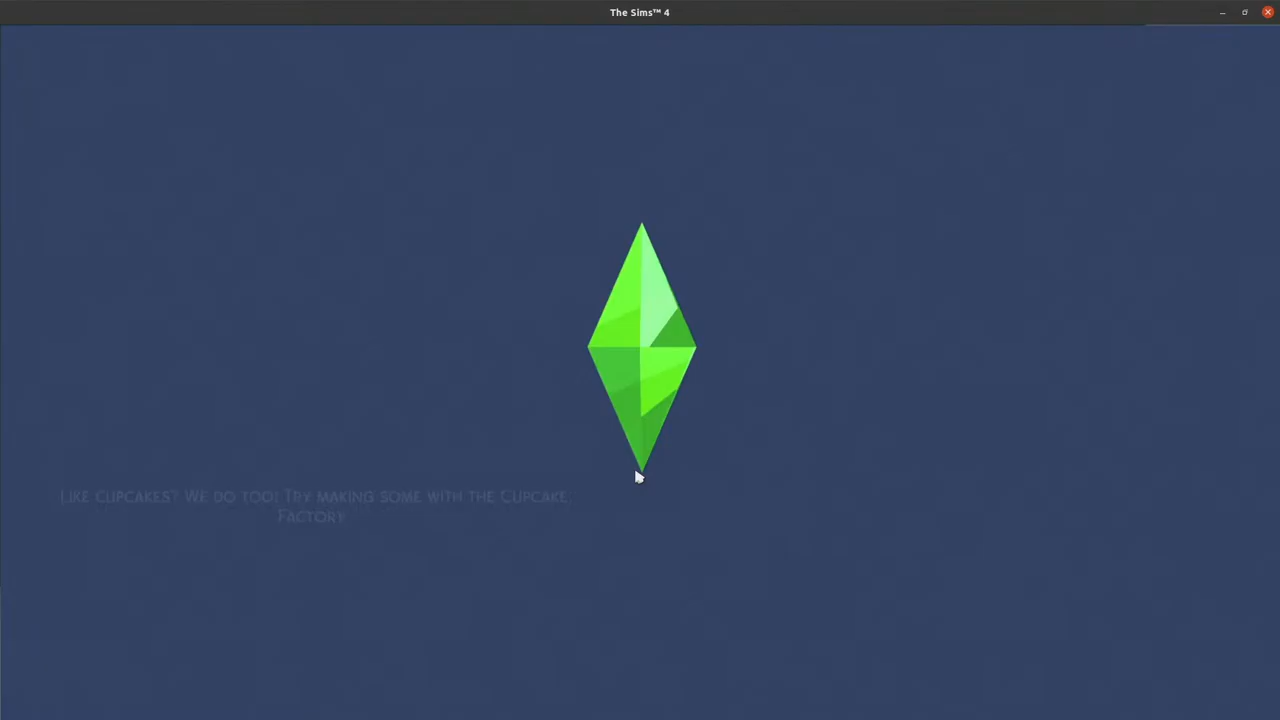 The Sims™ 4
Like cupcakes? We do too! Try making some with the Cupcake
Factory